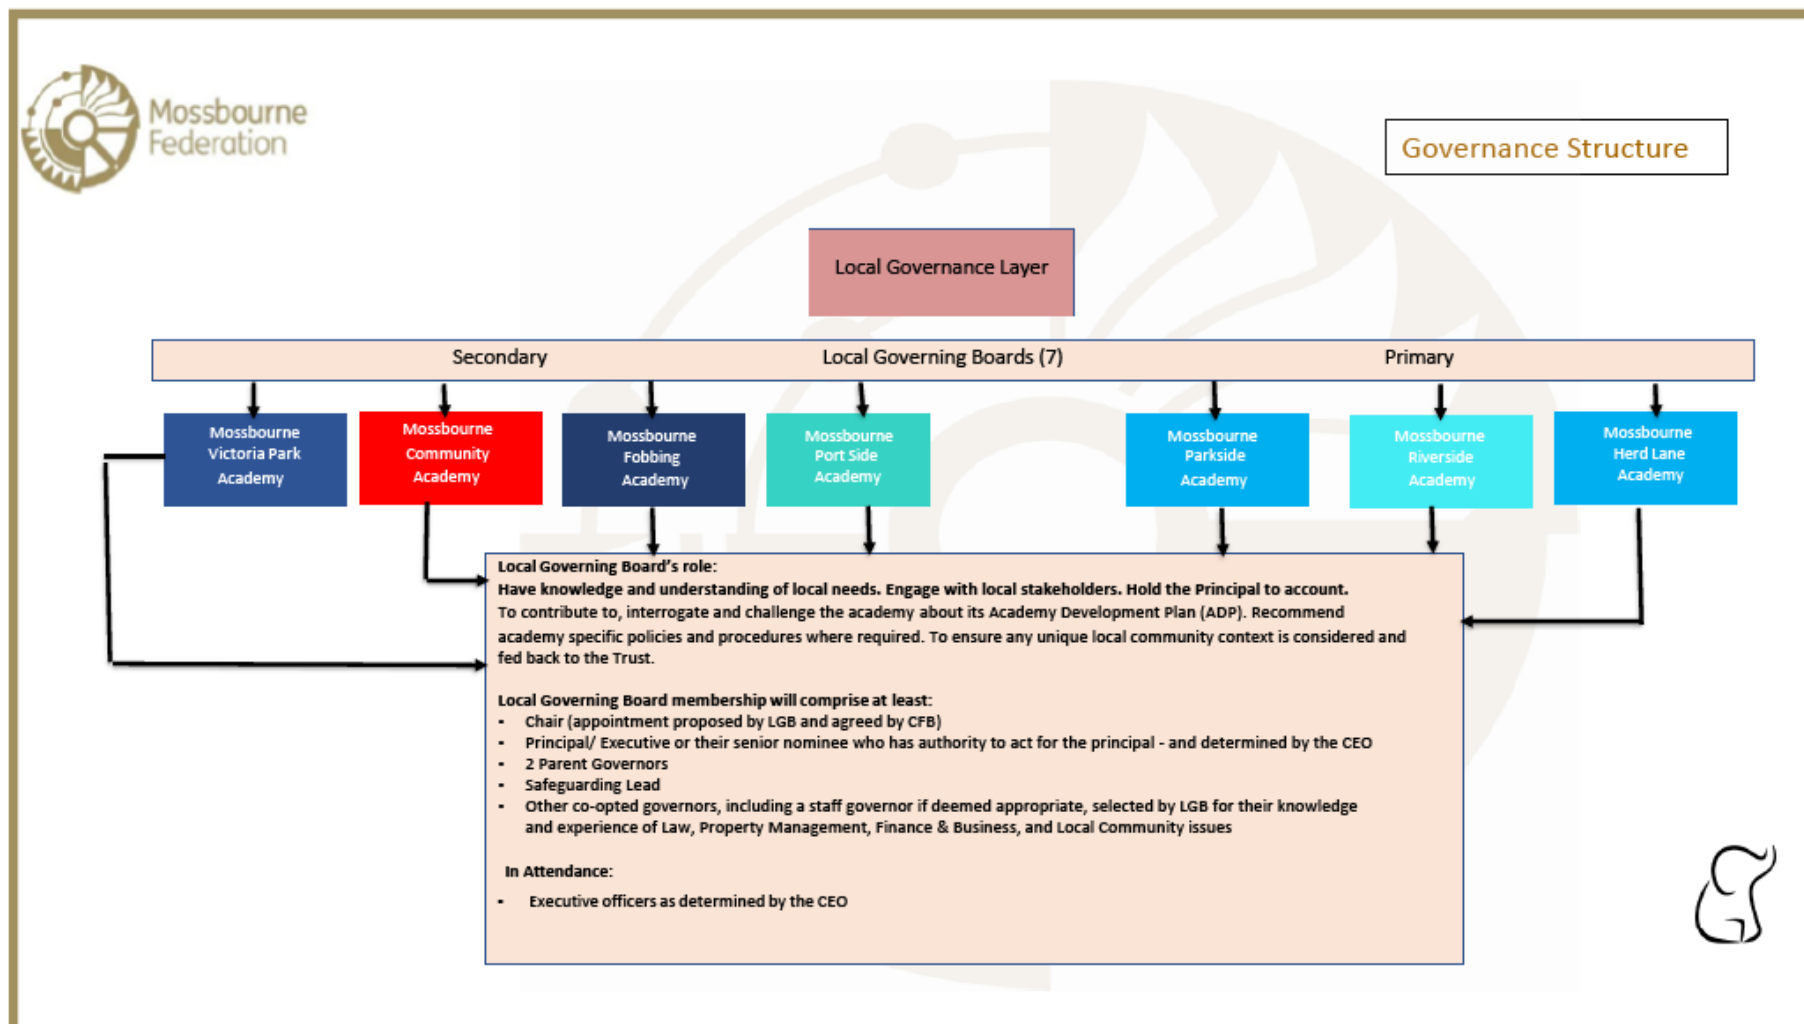 Mossbourne
Federation
Governance Structure
Local Governance Layer
Secondary
Local Governing Boards (7)
Primary
Mossbourne
Victoria Park
Academy
Mossbourne
Community
Academy
Mossbourne
Fobbing
Academy
Mossbourne
Port Side
Academy
Mossbourne
Parkside
Academy
Mossbourne
Riverside
Academy
Mossbourne
Herd Lane
Academy
Local Governing Board's role:
Have knowledge and understanding of local needs. Engage with local stakeholders. Hold the Principal to account.
To contribute to, interrogate and challenge the academy about its Academy Development Plan (ADP). Recommend
academy specific policies and procedures where required. To ensure any unique local community context is considered and
fed back to the Trust.
Local Governing Board membership will comprise at least:
- Chair (appointment proposed by LGB and agreed by CFB)
- Principal/ Executive or their senior nominee who has authority to act for the principal - and determined by the CEO
- 2 Parent Governors
- Safeguarding Lead
- Other co-opted governors, including a staff governor if deemed appropriate, selected by LGB for their knowledge
and experience of Law, Property Management, Finance & Business, and Local Community issues
In Attendance:
- Executive officers as determined by the CEO